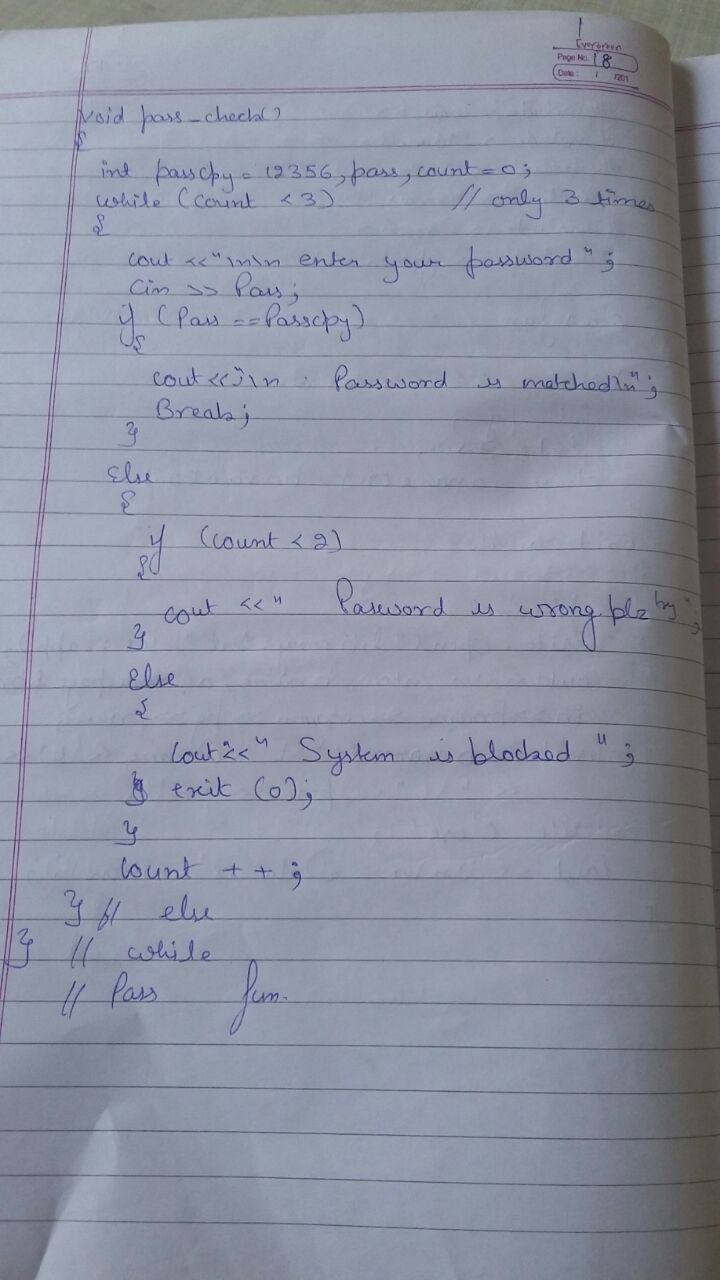 Evergreen
Page No. 18
Date: / /201
void pass_check()
{
int passcpy = 12356, pass, count = 0;
while (count < 3) // only 3 times
{
cout << "\n\n enter your password";
Cin >> Pass;
if (Pass == Passcpy)
{
cout << "\n Password is matched\n";
Break;
}
Else
{
if (count < 2)
{
cout << " Password is wrong plz try";
}
Else
{
Cout << " System is blocked ";
exit (0);
}
Count ++;
} // else
} // while
// Pass fun.